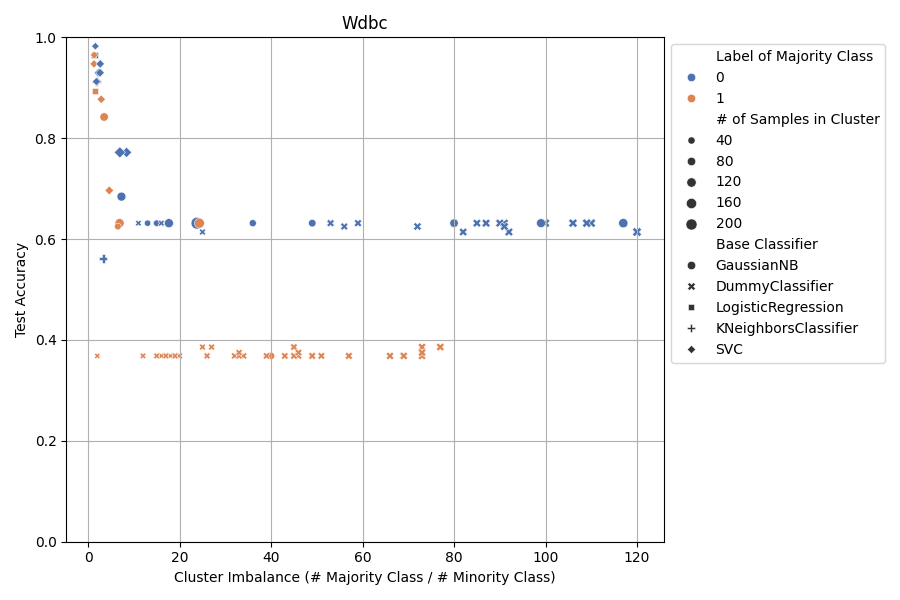 Wdbc
1.0
0.8
0.6
0.4
0.2
0.0
Test Accuracy
0 20 40 60 80 100 120
Cluster Imbalance (# Majority Class / # Minority Class)
Label of Majority Class
0
1
# of Samples in Cluster
40
80
120
160
200
Base Classifier
GaussianNB
DummyClassifier
LogisticRegression
KNeighborsClassifier
SVC